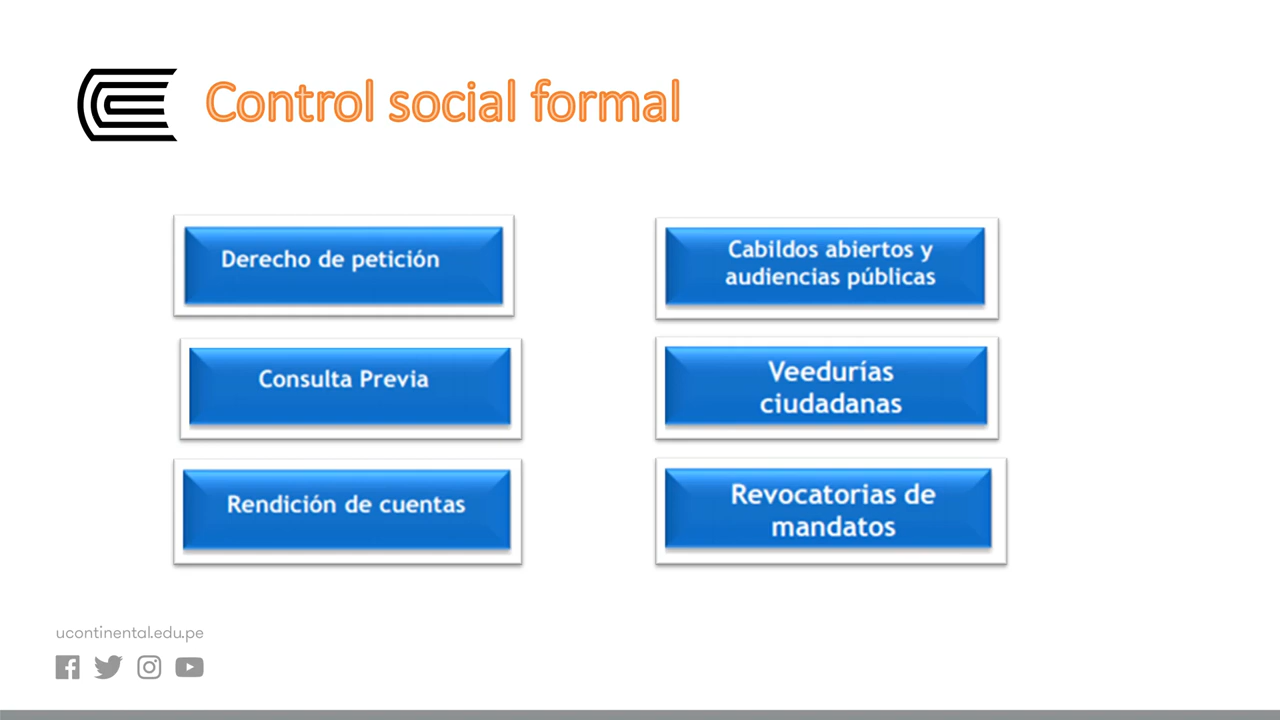 Control social formal
Derecho de petición
Cabildos abiertos y
audiencias públicas
Consulta Previa
Veedurías
ciudadanas
Rendición de cuentas
Revocatorias de
mandatos
ucontinental.edu.pe